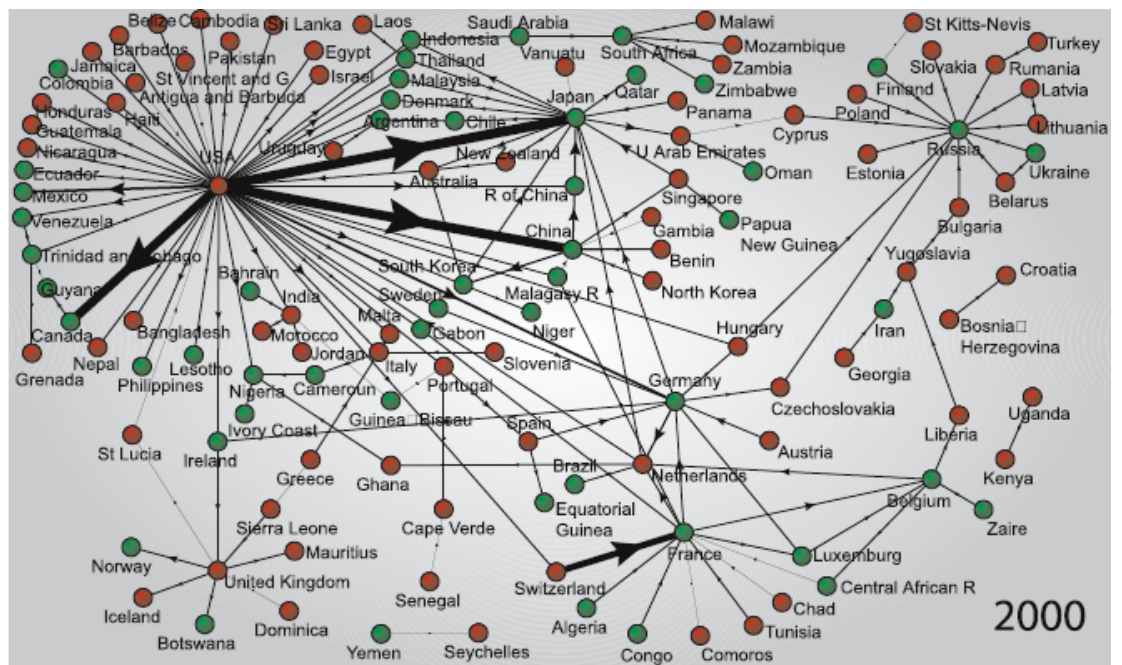 Belize
Cambodia
Sri Lanka
Laos
Saudi Arabia
Malawi
St Kitts-Nevis
Barbados
Pakistan
Egypt
Indonesia
Vanuatu
South Africa
Mozambique
Turkey
Jamaica
St Vincent and G
Israel
Thailand
Zambia
Slovakia
Rumania
Colombia
Antigua and Barbuda
Malaysia
Japan
Qatar
Zimbabwe
Finland
Latvia
Honduras
Haiti
Denmark
Panama
Poland
Guatemala
Argentina
Chile
Cyprus
Lithuania
Nicaragua
USA
Uruguay
New Zealand
U Arab Emirates
Russia
Ecuador
Australia
Oman
Estonia
Ukraine
Mexico
R of China
Singapore
Belarus
Venezuela
China
Gambia
Papua
New Guinea
Bulgaria
Trinidad and Tobago
Benin
Yugoslavia
Bahrain
South Korea
Croatia
Guyana
India
Sweden
Malagasy R
North Korea
Canada
Bangladesh
Morocco
Malta
Gabon
Niger
Hungary
Iran
Bosnia
Herzegovina
Grenada
Nepal
Lesotho
Jordan
Italy
Slovenia
Georgia
Philippines
Nigeria
Cameroun
Portugal
Germany
Czechoslovakia
Uganda
Ivory Coast
Guinea Bissau
Spain
Liberia
St Lucia
Ireland
Austria
Greece
Ghana
Brazil
Netherlands
Kenya
Belgium
Sierra Leone
Cape Verde
Equatorial
Guinea
Zaire
Norway
Mauritius
France
Luxemburg
United Kingdom
Switzerland
Central African R
Iceland
Senegal
Chad
Dominica
Algeria
Tunisia
2000
Botswana
Yemen
Seychelles
Congo
Comoros